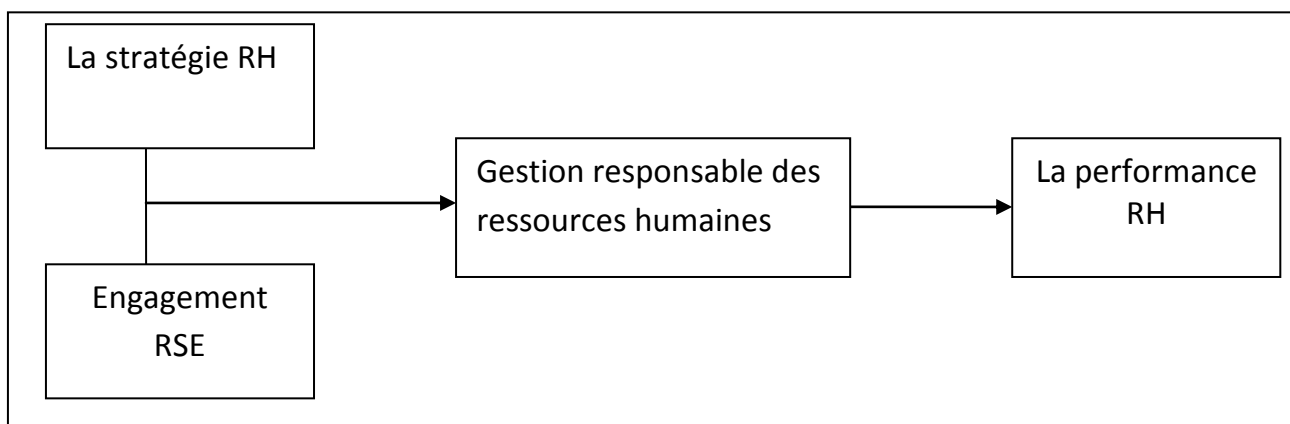 La stratégie RH
Engagement
RSE
Gestion responsable des
ressources humaines
La performance
RH